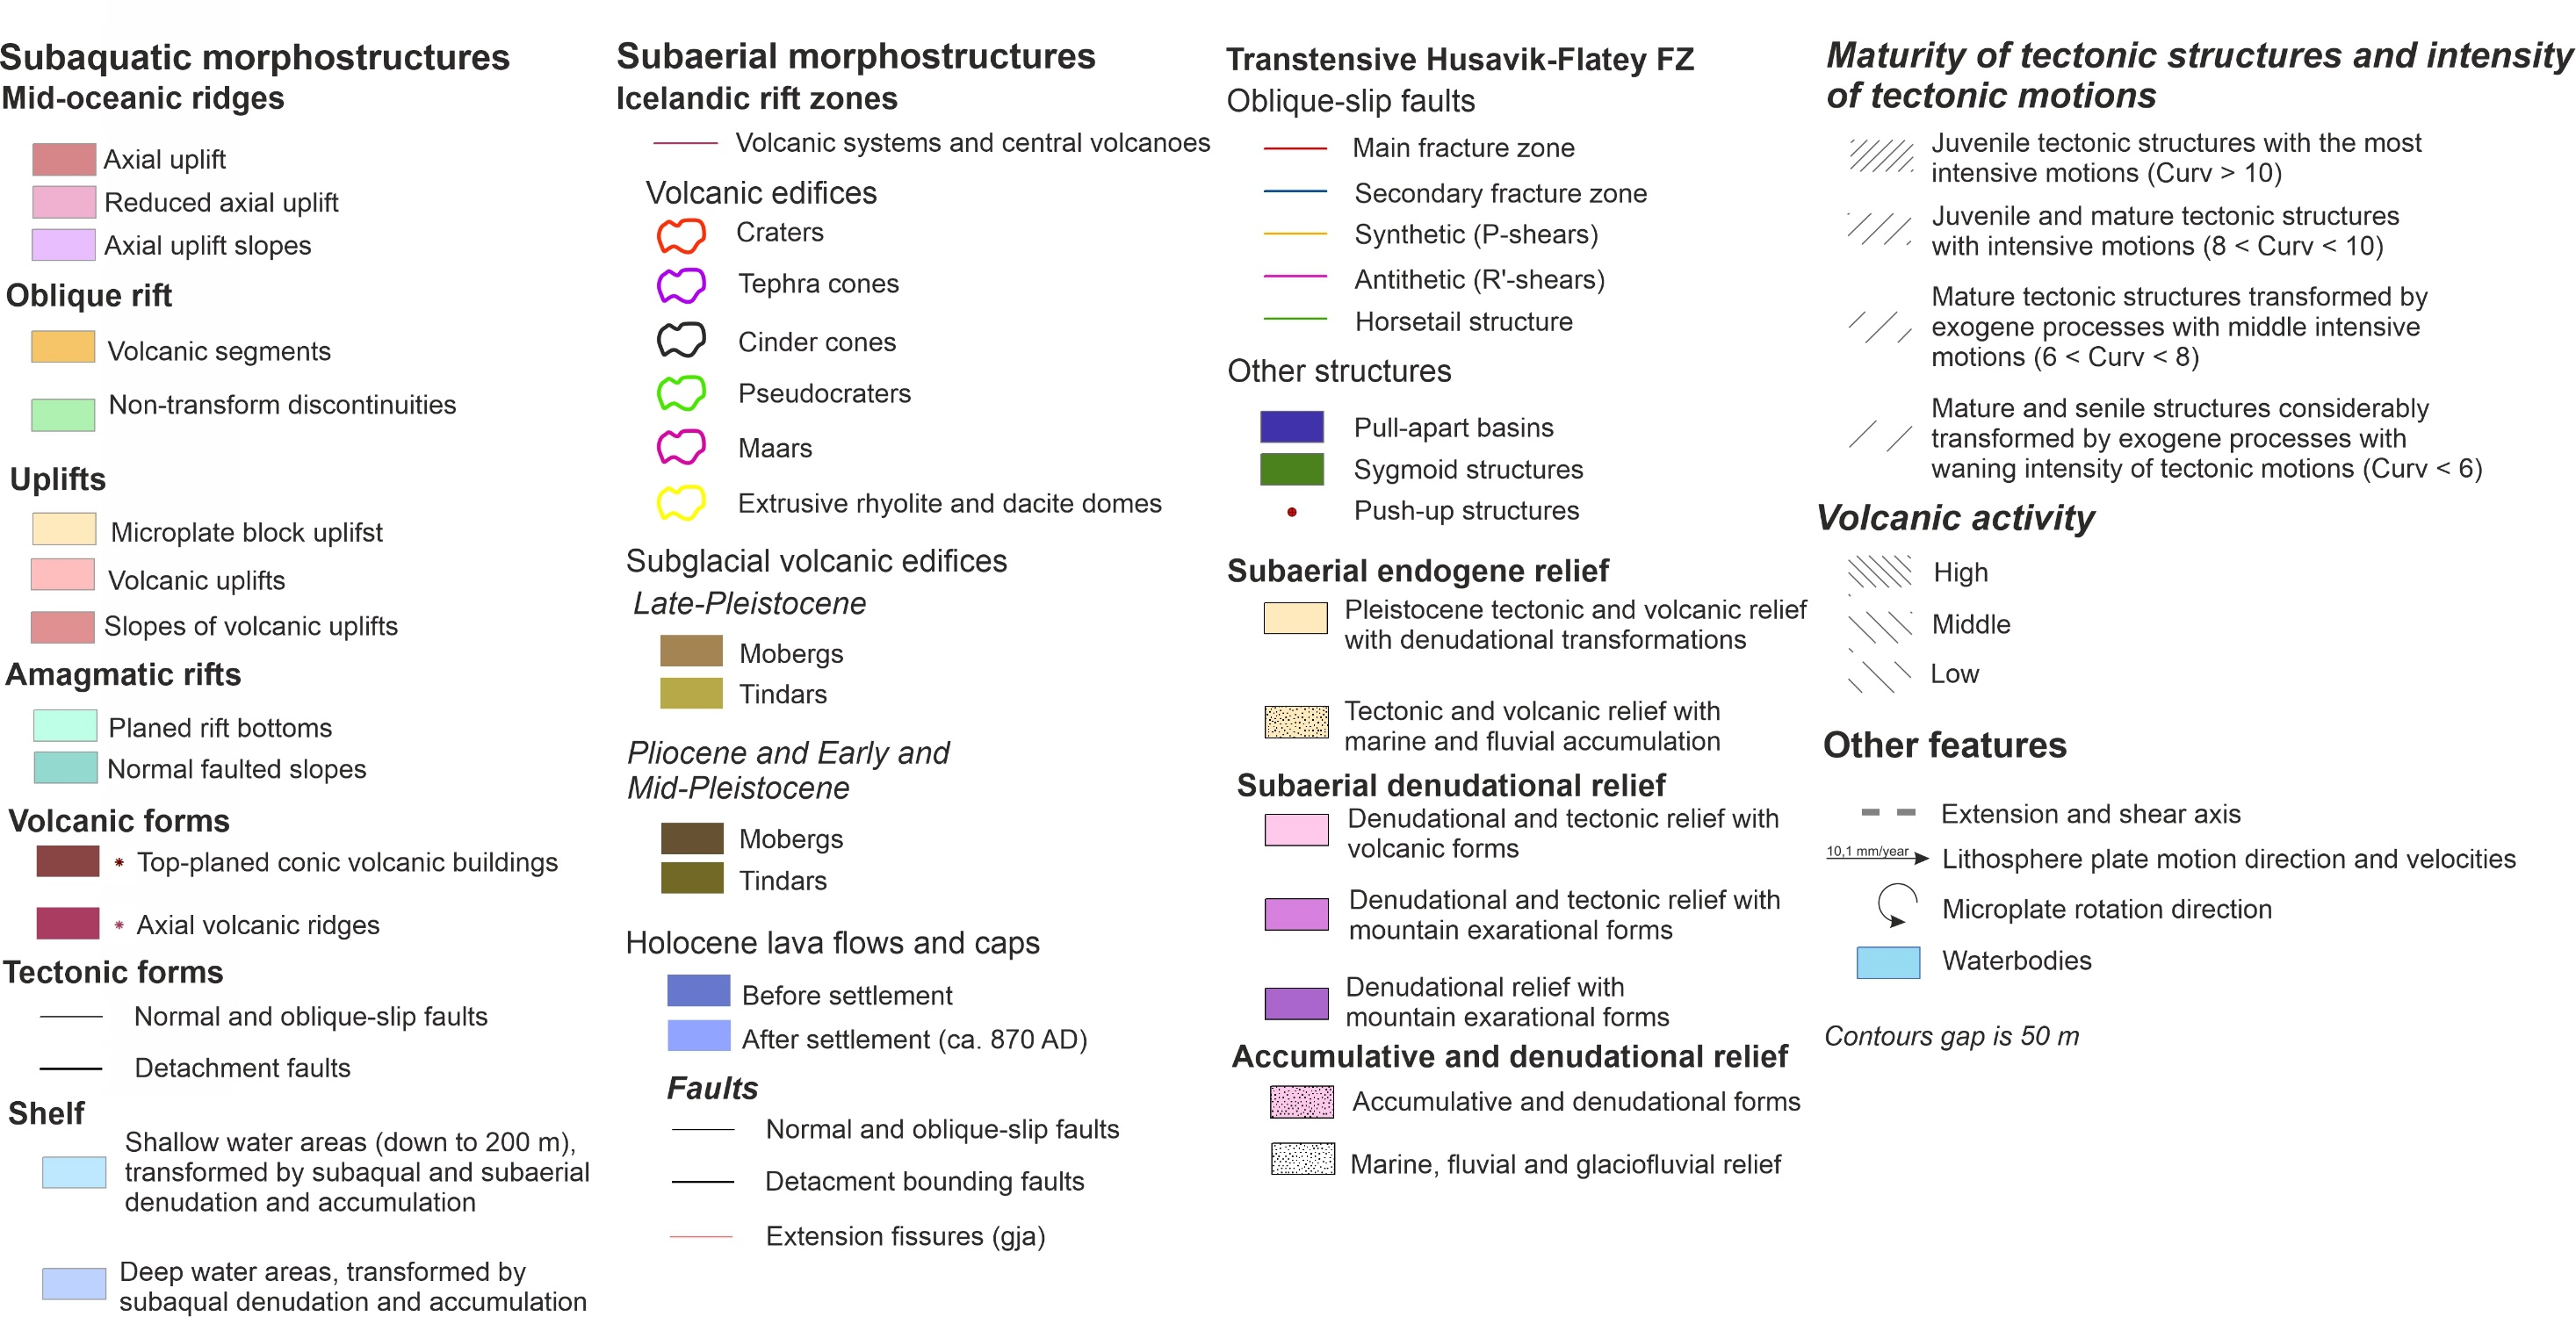 Subaquatic morphostructures
Mid-oceanic ridges
Axial uplift
Reduced axial uplift
Axial uplift slopes
Oblique rift
Volcanic segments
Non-transform discontinuities
Uplifts
Microplate block uplifst
Volcanic uplifts
Slopes of volcanic uplifts
Amagmatic rifts
Planed rift bottoms
Normal faulted slopes
Volcanic forms
Top-planed conic volcanic buildings
Axial volcanic ridges
Tectonic forms
Normal and oblique-slip faults
Detachment faults
Shelf
Shallow water areas (down to 200 m),
transformed by subaqual and subaerial
denudation and accumulation
Deep water areas, transformed by
subaqual denudation and accumulation
Subaerial morphostructures
Icelandic rift zones
Volcanic systems and central volcanoes
Volcanic edifices
Craters
Tephra cones
Cinder cones
Pseudocraters
Maars
Extrusive rhyolite and dacite domes
Subglacial volcanic edifices
Late-Pleistocene
Mobergs
Tindars
Pliocene and Early and
Mid-Pleistocene
Mobergs
Tindars
Holocene lava flows and caps
Before settlement
After settlement (ca. 870 AD)
Faults
Normal and oblique-slip faults
Detacment bounding faults
Extension fissures (gja)
Transtensive Husavik-Flatey FZ
Oblique-slip faults
Main fracture zone
Secondary fracture zone
Synthetic (P-shears)
Antithetic (R'-shears)
Horsetail structure
Other structures
Pull-apart basins
Sygmoid structures
Push-up structures
Subaerial endogene relief
Pleistocene tectonic and volcanic relief
with denudational transformations
Tectonic and volcanic relief with
marine and fluvial accumulation
Subaerial denudational relief
Denudational and tectonic relief with
volcanic forms
Denudational and tectonic relief with
mountain exarational forms
Denudational relief with
mountain exarational forms
Accumulative and denudational relief
Accumulative and denudational forms
Marine, fluvial and glaciofluvial relief
Maturity of tectonic structures and intensity
of tectonic motions
Juvenile tectonic structures with the most
intensive motions (Curv > 10)
Juvenile and mature tectonic structures
with intensive motions (8 < Curv < 10)
Mature tectonic structures transformed by
exogene processes with middle intensive
motions (6 < Curv < 8)
Mature and senile structures considerably
transformed by exogene processes with
waning intensity of tectonic motions (Curv < 6)
Volcanic activity
High
Middle
Low
Other features
Extension and shear axis
10,1 mm/year Lithosphere plate motion direction and velocities
Microplate rotation direction
Waterbodies
Contours gap is 50 m